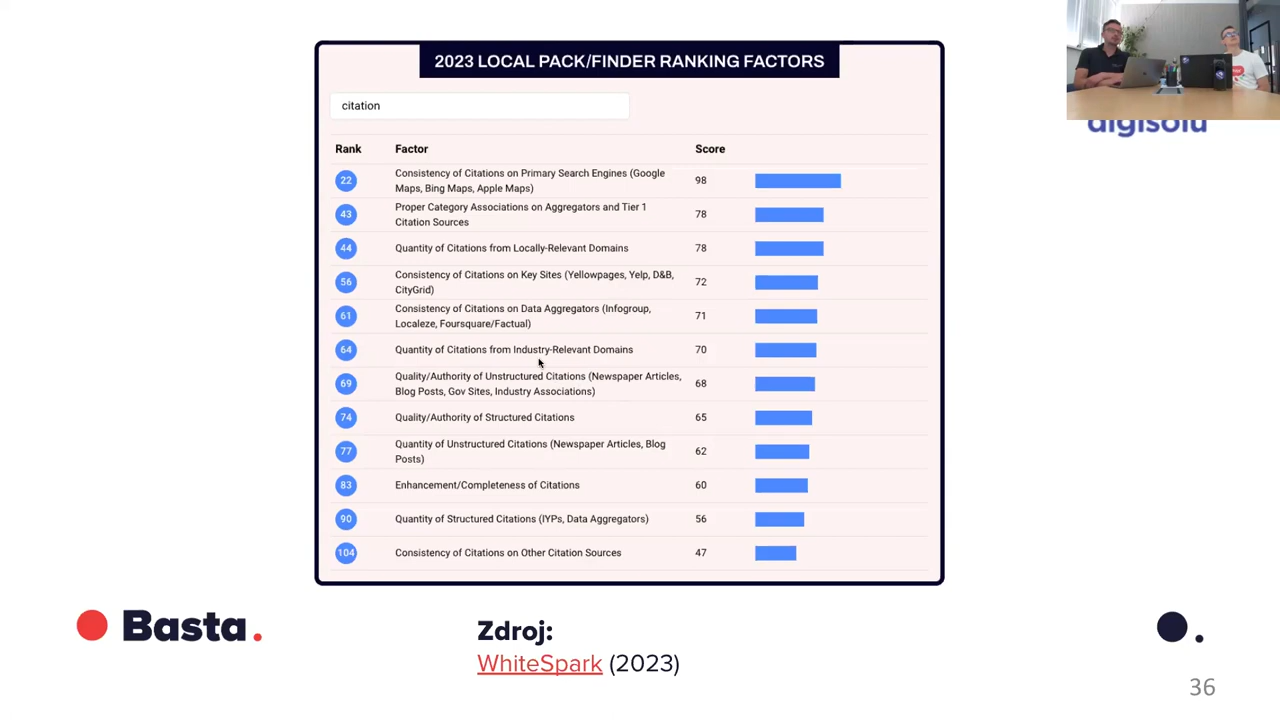 2023 LOCAL PACK/FINDER RANKING FACTORS
citation
Rank Factor Score
22 Consistency of Citations on Primary Search Engines (Google
Maps, Bing Maps, Apple Maps) 98
43 Proper Category Associations on Aggregators and Tier 1
Citation Sources 78
44 Quantity of Citations from Locally-Relevant Domains 78
56 Consistency of Citations on Key Sites (Yellowpages, Yelp, D&B,
CityGrid) 72
61 Consistency of Citations on Data Aggregators (Infogroup,
Localeze, Foursquare/Factual) 71
64 Quantity of Citations from Industry-Relevant Domains 70
69 Quality/Authority of Unstructured Citations (Newspaper Articles,
Blog Posts, Gov Sites, Industry Associations) 68
74 Quality/Authority of Structured Citations 65
77 Quantity of Unstructured Citations (Newspaper Articles, Blog
Posts) 62
83 Enhancement/Completeness of Citations 60
90 Quantity of Structured Citations (IYPs, Data Aggregators) 56
104 Consistency of Citations on Other Citation Sources 47
digisolu
Basta.
Zdroj:
WhiteSpark (2023)
36